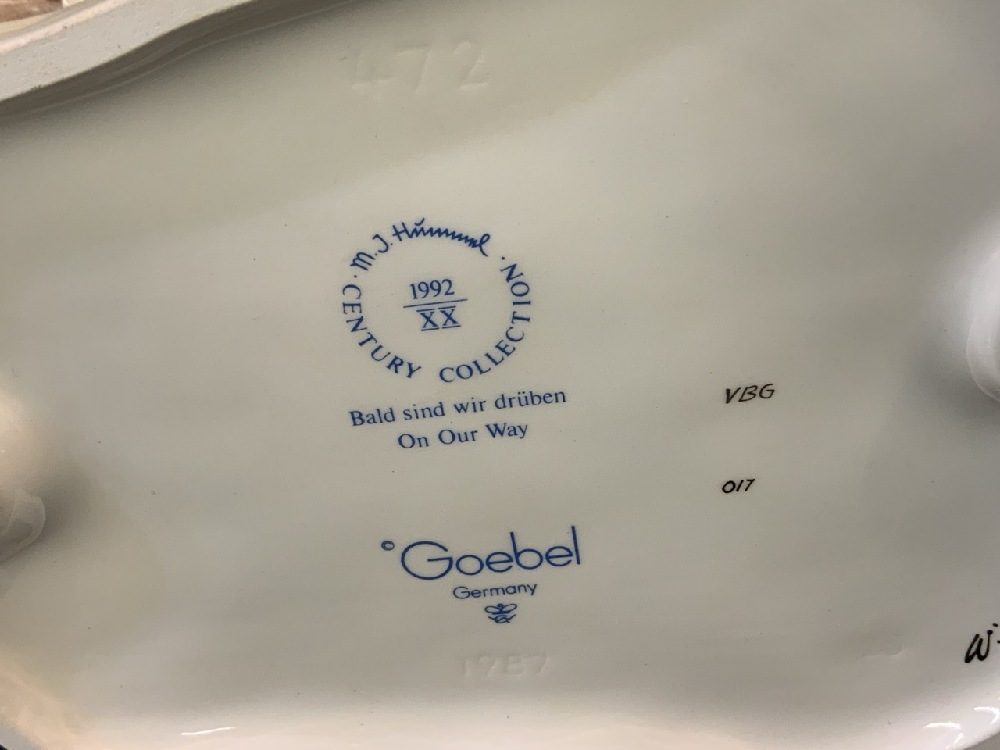 472
· M.J. Hummel ·
1992
XX
CENTURY COLLECTION
Bald sind wir drüben
On Our Way
VBG
017
© Goebel
Germany
1987